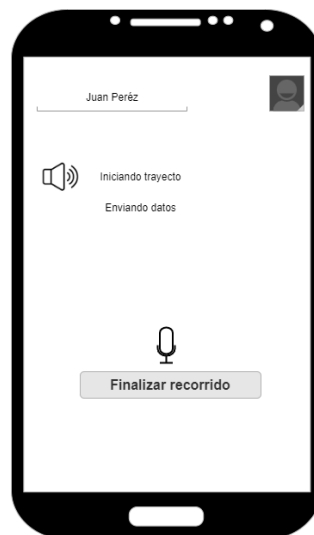 Juan Peréz
Iniciando trayecto
Enviando datos
Finalizar recorrido